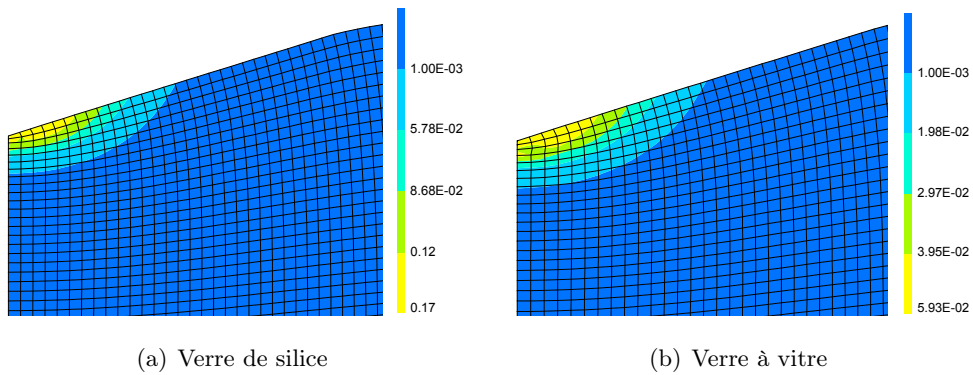 1.00E-03
5.78E-02
8.68E-02
0.12
0.17
1.00E-03
1.98E-02
2.97E-02
3.95E-02
5.93E-02
(a) Verre de silice
(b) Verre à vitre